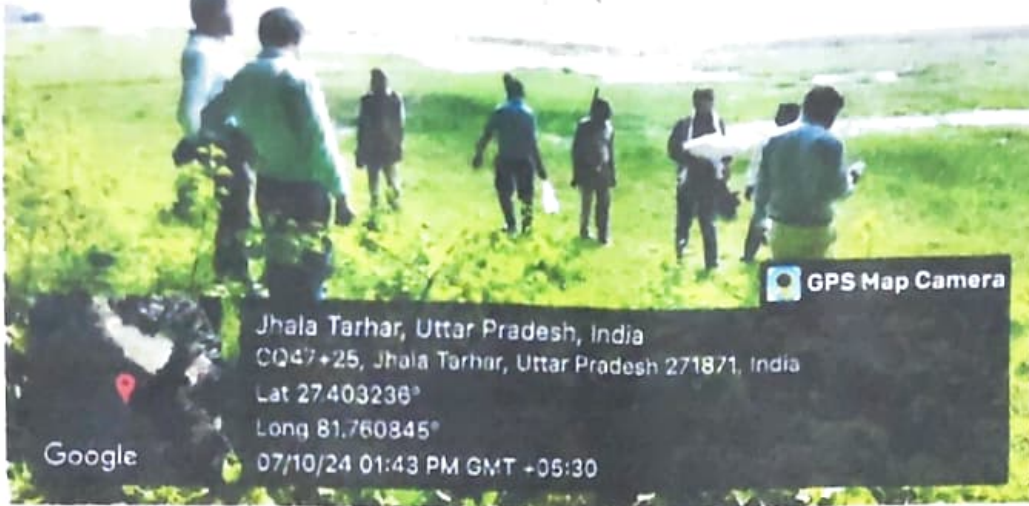 GPS Map Camera
Jhala Tarhar, Uttar Pradesh, India
CQ47+25, Jhala Tarhar, Uttar Pradesh 271871, India
Lat 27.403236°
Long 81.760845°
07/10/24 01:43 PM GMT +05:30
Google